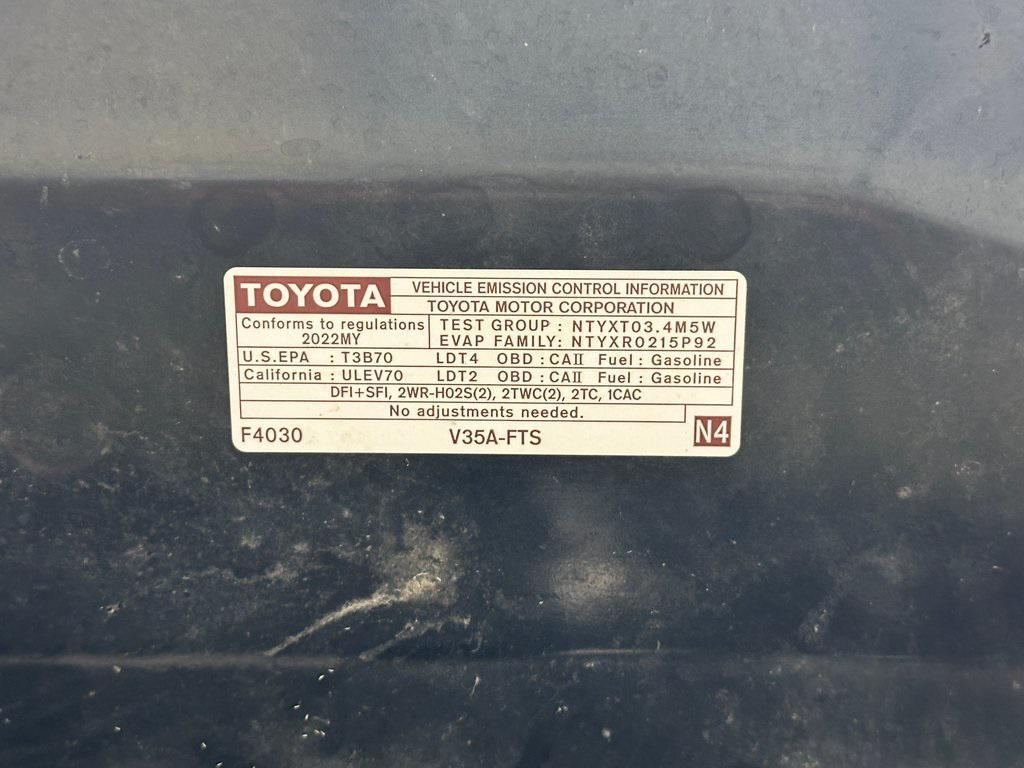 TOYOTA VEHICLE EMISSION CONTROL INFORMATION
TOYOTA MOTOR CORPORATION
Conforms to regulations TEST GROUP : NTYXT03.4M5W
2022MY EVAP FAMILY: NTYXR0215P92
U.S.EPA : T3B70 LDT4 OBD : CAⅡ Fuel : Gasoline
California : ULEV70 LDT2 OBD : CAⅡ Fuel : Gasoline
DFI+SFI, 2WR-HO2S(2), 2TWC(2), 2TC, 1CAC
No adjustments needed.
F4030 V35A-FTS N4